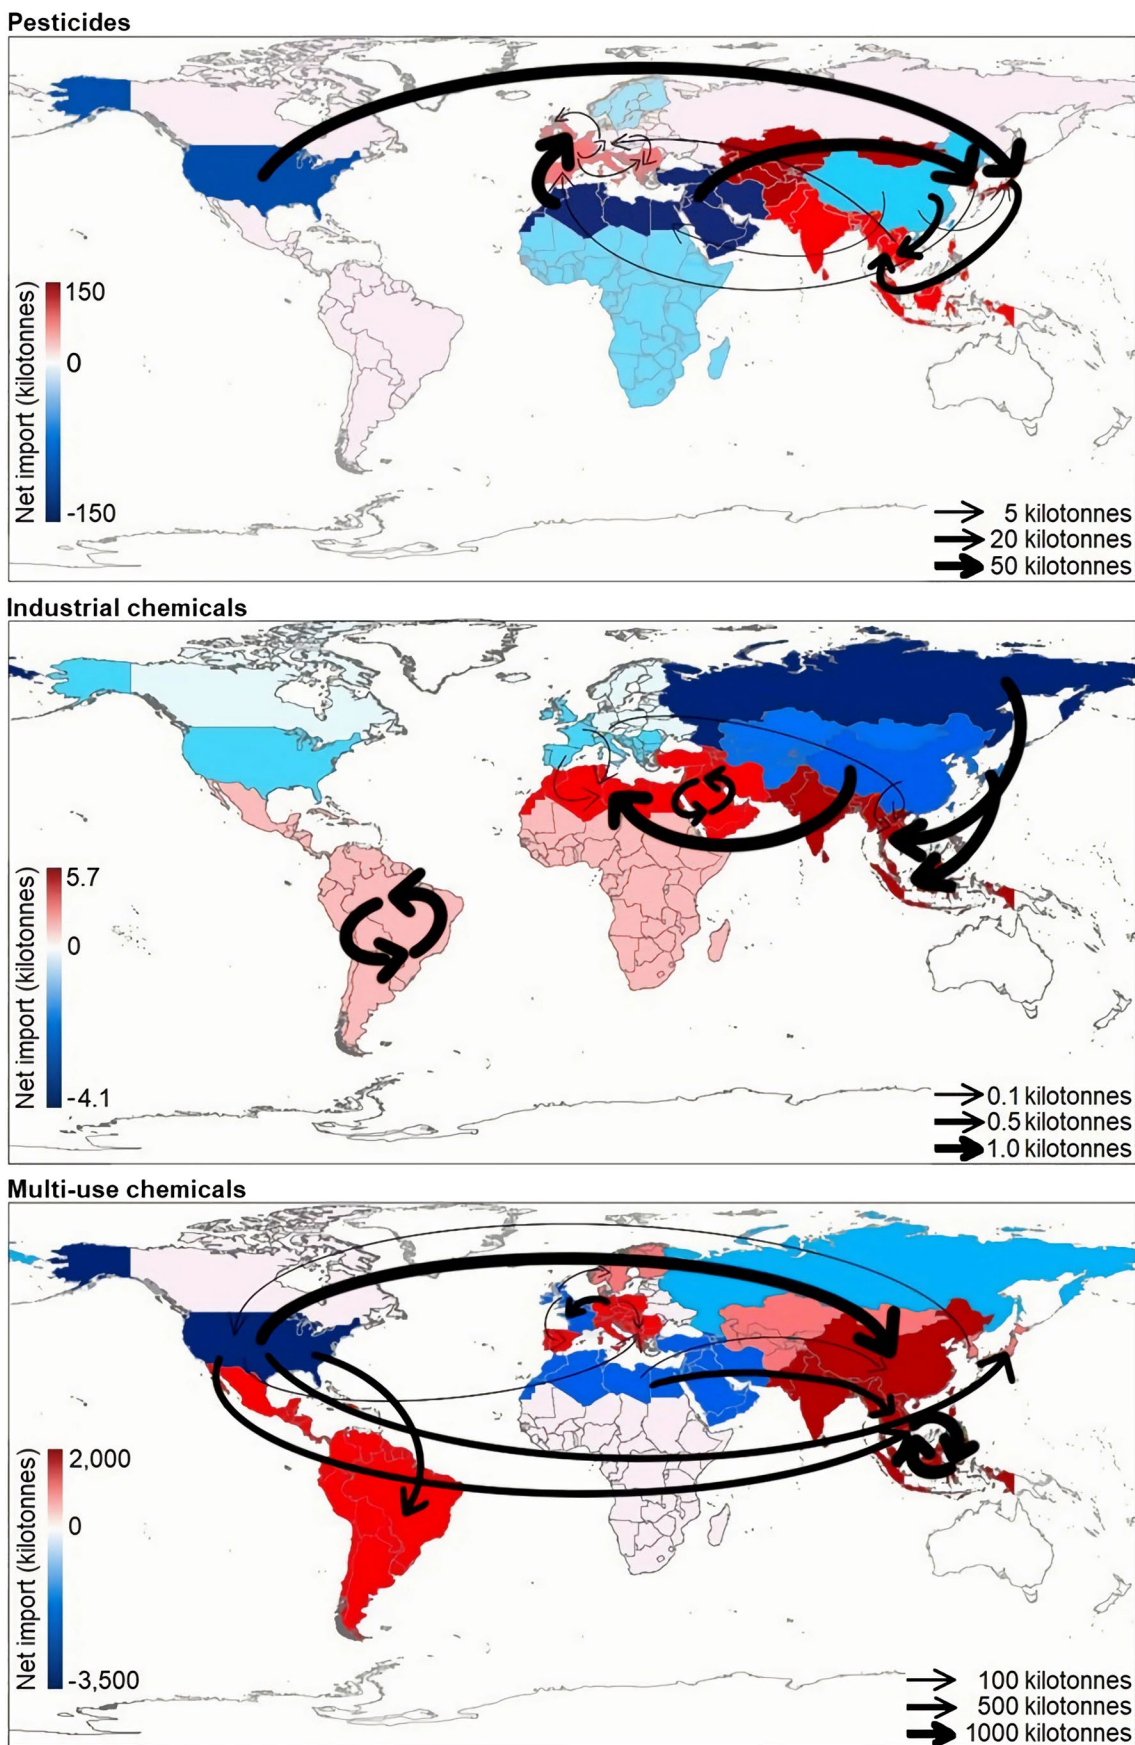 Pesticides
Net import (kilotonnes)
150
0
-150
5 kilotonnes
20 kilotonnes
50 kilotonnes
Industrial chemicals
Net import (kilotonnes)
5.7
0
-4.1
0.1 kilotonnes
0.5 kilotonnes
1.0 kilotonnes
Multi-use chemicals
Net import (kilotonnes)
2,000
0
-3,500
100 kilotonnes
500 kilotonnes
1000 kilotonnes